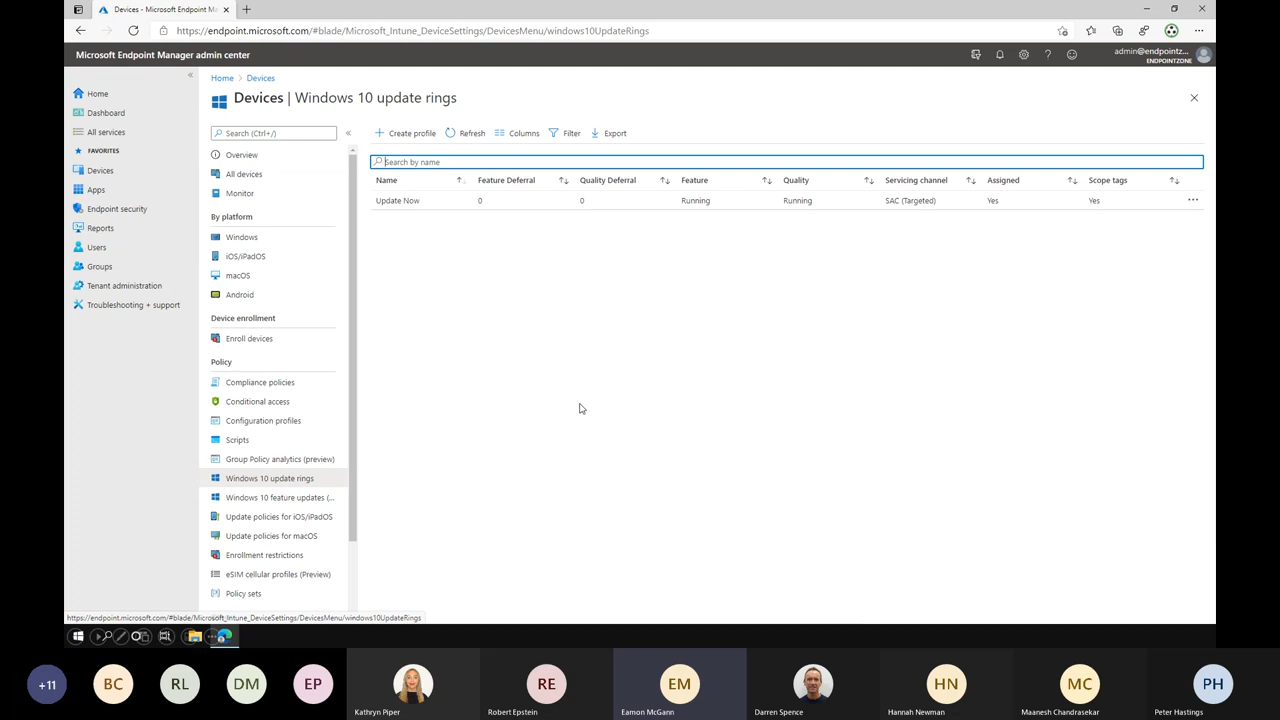 Devices - Microsoft Endpoint M
https://endpoint.microsoft.com/#blade/Microsoft_Intune_DeviceSettings/DevicesMenu/windows10UpdateRings
Microsoft Endpoint Manager admin center
admin@endpointz...
ENDPOINTZONE
Home > Devices
Devices | Windows 10 update rings
Home
Dashboard
All services
FAVORITES
Devices
Apps
Endpoint security
Reports
Users
Groups
Tenant administration
Troubleshooting + support
Search (Ctrl+/)
Overview
All devices
Monitor
By platform
Windows
iOS/iPadOS
macOS
Android
Device enrollment
Enroll devices
Policy
Compliance policies
Conditional access
Configuration profiles
Scripts
Group Policy analytics (preview)
Windows 10 update rings
Windows 10 feature updates (...
Update policies for iOS/iPadOS
Update policies for macOS
Enrollment restrictions
eSIM cellular profiles (Preview)
Policy sets
Create profile Refresh Columns Filter Export
Search by name
Name Feature Deferral Quality Deferral Feature Quality Servicing channel Assigned Scope tags
Update Now 0 0 Running Running SAC (Targeted) Yes Yes
https://endpoint.microsoft.com/#blade/Microsoft_Intune_DeviceSettings/DevicesMenu/windows10UpdateRings
+11 BC RL DM EP RE EM HN MC PH
Kathryn Piper Robert Epstein Eamon McGann Darren Spence Hannah Newman Maanesh Chandrasekar Peter Hastings